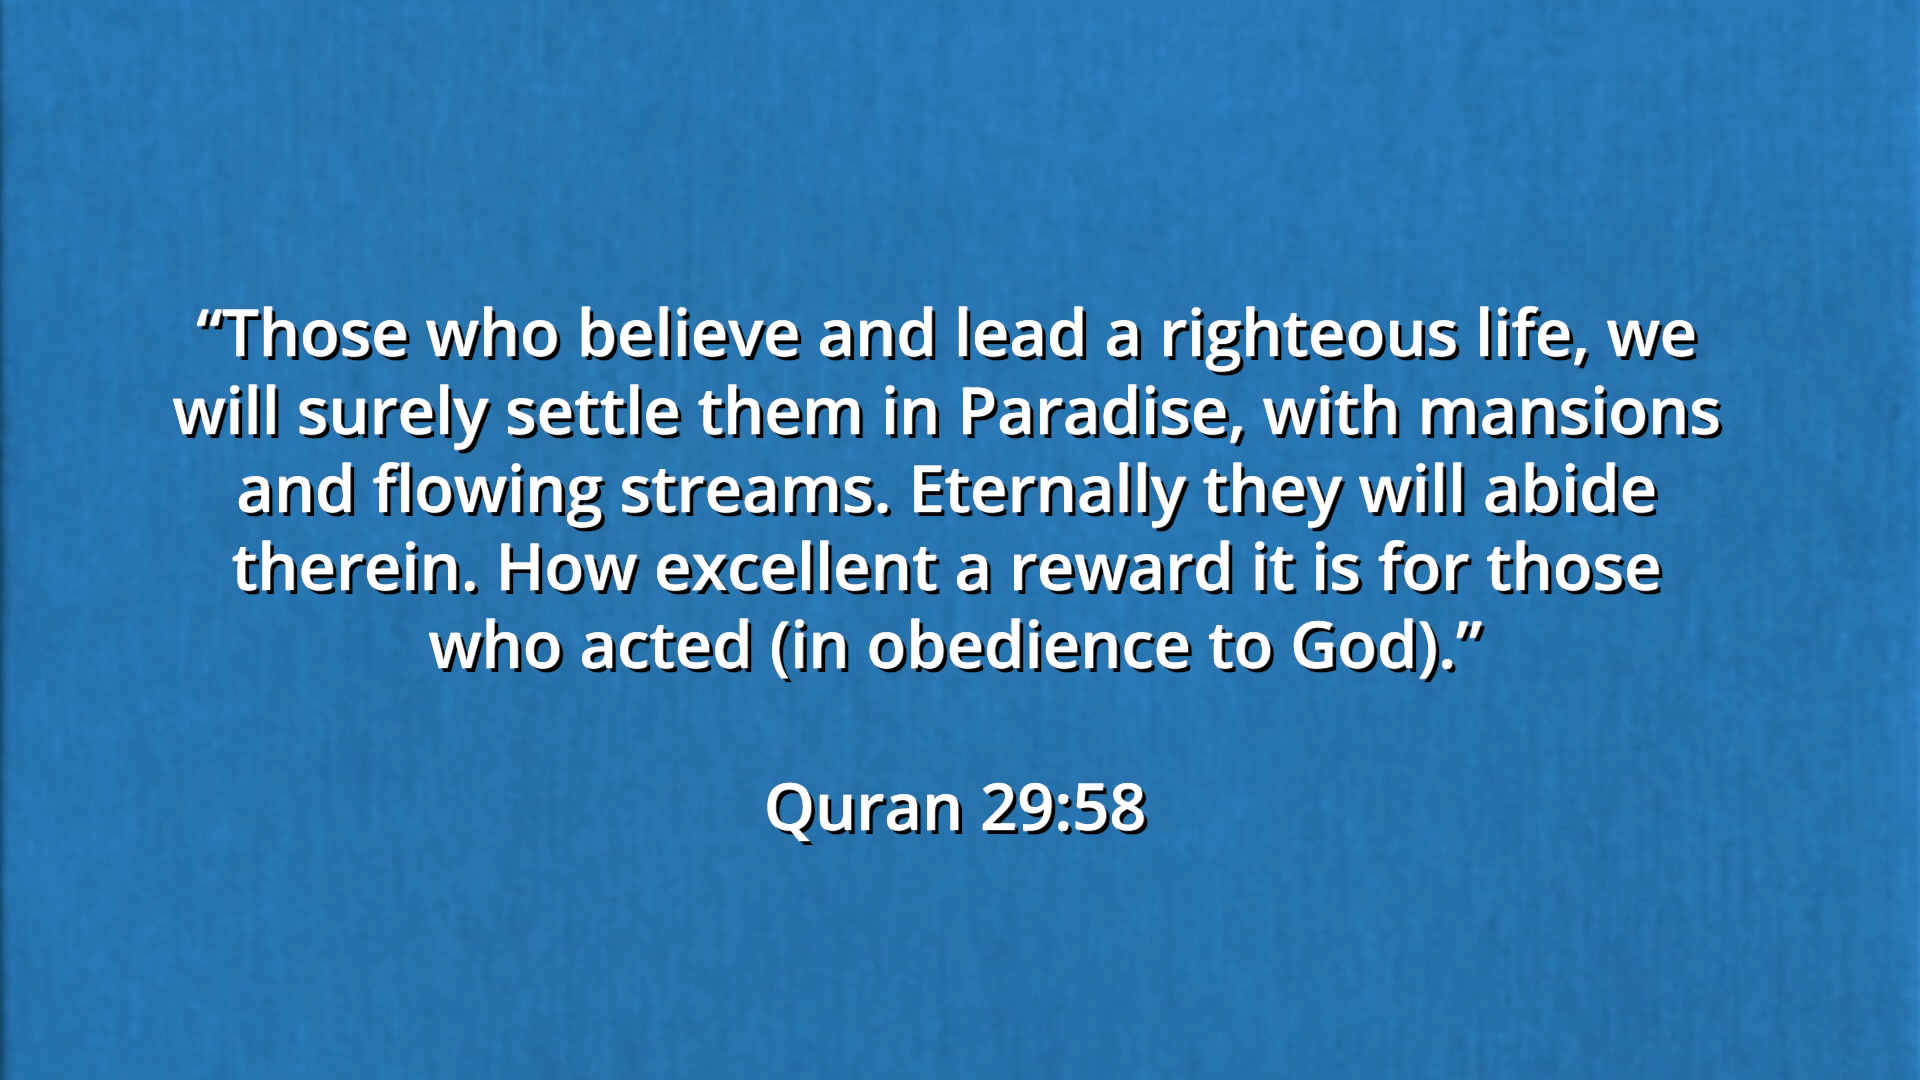 “Those who believe and lead a righteous life, we
will surely settle them in Paradise, with mansions
and flowing streams. Eternally they will abide
therein. How excellent a reward it is for those
who acted (in obedience to God).”
Quran 29:58